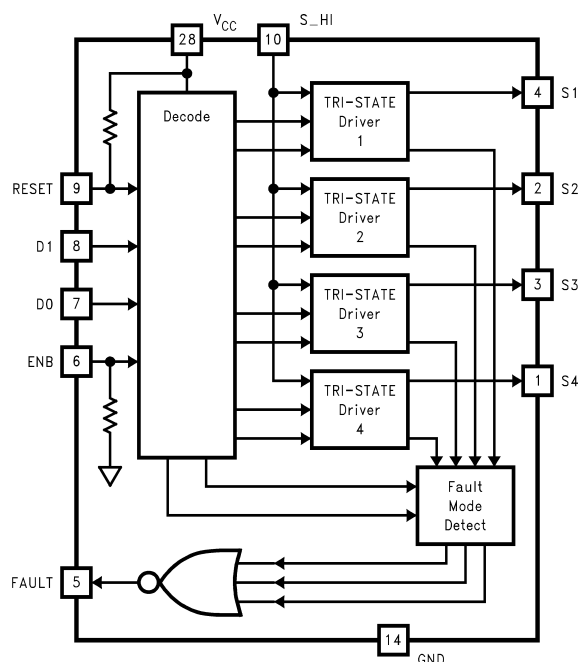 VCC
S_HI
28
10
Decode
TRI-STATE
Driver
1
4
S1
RESET
9
TRI-STATE
Driver
2
2
S2
D1
8
D0
7
TRI-STATE
Driver
3
3
S3
ENB
6
TRI-STATE
Driver
4
1
S4
Fault
Mode
Detect
FAULT
5
14
GND